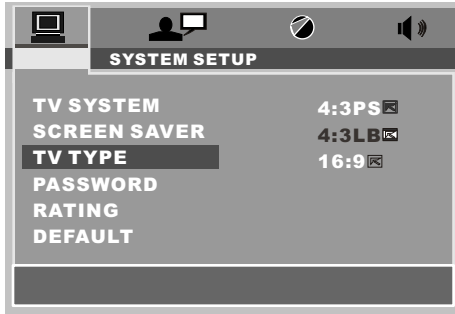 SYSTEM SETUP
TV SYSTEM 4:3PS
SCREEN SAVER 4:3LB
TV TYPE 16:9
PASSWORD
RATING
DEFAULT